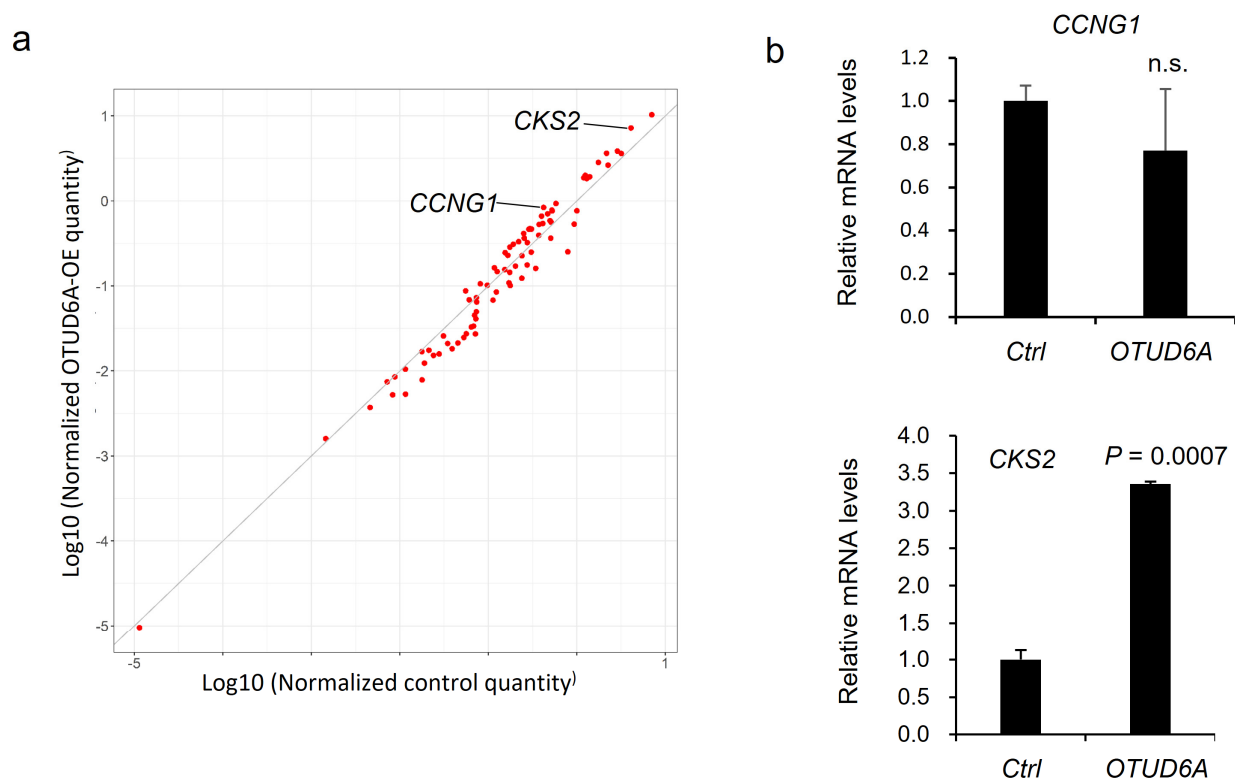 a
CKS2
CCNG1
1
0
-1
-2
-3
-4
-5
-5
1
Log10 (Normalized OTUD6A-OE quantity)
Log10 (Normalized control quantity)
b
CCNG1
n.s.
1.2
1.0
0.8
0.6
0.4
0.2
0.0
Relative mRNA levels
Ctrl OTUD6A
CKS2
P = 0.0007
4.0
3.5
3.0
2.5
2.0
1.5
1.0
0.5
0.0
Relative mRNA levels
Ctrl OTUD6A